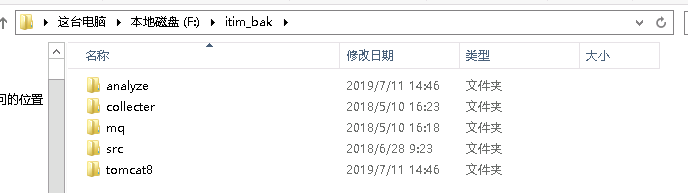 这台电脑 本地磁盘 (F:) itim_bak
名称 修改日期 类型 大小
analyze 2019/7/11 14:46 文件夹
问的位置 collecter 2018/5/10 16:23 文件夹
mq 2018/5/10 16:18 文件夹
src 2018/6/28 9:23 文件夹
tomcat8 2019/7/11 14:46 文件夹